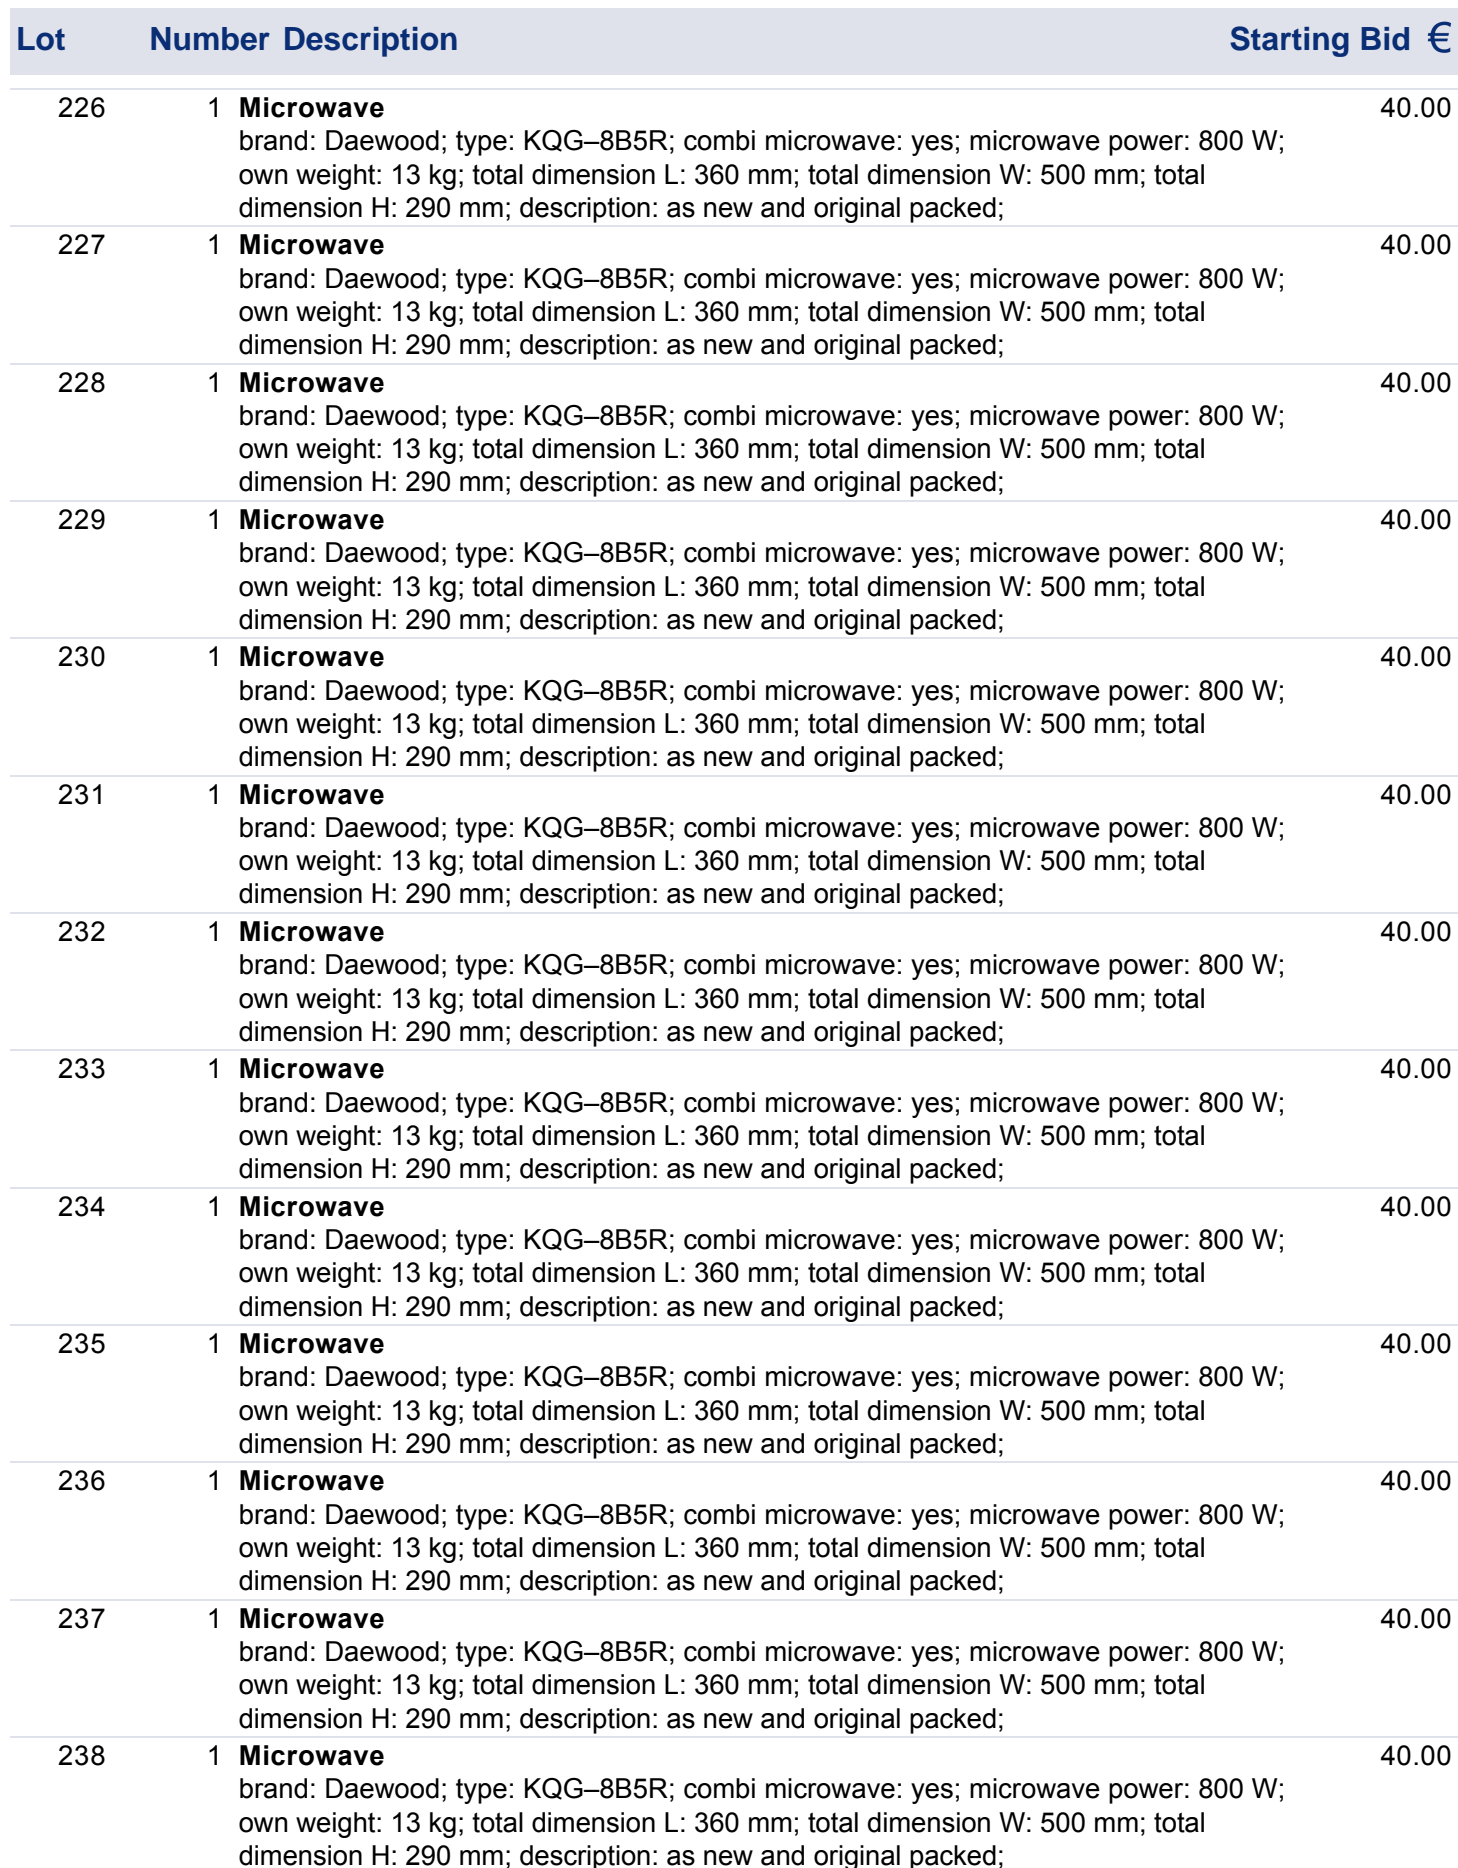 Lot Number Description Starting Bid €
226 1 Microwave 40.00
brand: Daewood; type: KQG–8B5R; combi microwave: yes; microwave power: 800 W;
own weight: 13 kg; total dimension L: 360 mm; total dimension W: 500 mm; total
dimension H: 290 mm; description: as new and original packed;
227 1 Microwave 40.00
brand: Daewood; type: KQG–8B5R; combi microwave: yes; microwave power: 800 W;
own weight: 13 kg; total dimension L: 360 mm; total dimension W: 500 mm; total
dimension H: 290 mm; description: as new and original packed;
228 1 Microwave 40.00
brand: Daewood; type: KQG–8B5R; combi microwave: yes; microwave power: 800 W;
own weight: 13 kg; total dimension L: 360 mm; total dimension W: 500 mm; total
dimension H: 290 mm; description: as new and original packed;
229 1 Microwave 40.00
brand: Daewood; type: KQG–8B5R; combi microwave: yes; microwave power: 800 W;
own weight: 13 kg; total dimension L: 360 mm; total dimension W: 500 mm; total
dimension H: 290 mm; description: as new and original packed;
230 1 Microwave 40.00
brand: Daewood; type: KQG–8B5R; combi microwave: yes; microwave power: 800 W;
own weight: 13 kg; total dimension L: 360 mm; total dimension W: 500 mm; total
dimension H: 290 mm; description: as new and original packed;
231 1 Microwave 40.00
brand: Daewood; type: KQG–8B5R; combi microwave: yes; microwave power: 800 W;
own weight: 13 kg; total dimension L: 360 mm; total dimension W: 500 mm; total
dimension H: 290 mm; description: as new and original packed;
232 1 Microwave 40.00
brand: Daewood; type: KQG–8B5R; combi microwave: yes; microwave power: 800 W;
own weight: 13 kg; total dimension L: 360 mm; total dimension W: 500 mm; total
dimension H: 290 mm; description: as new and original packed;
233 1 Microwave 40.00
brand: Daewood; type: KQG–8B5R; combi microwave: yes; microwave power: 800 W;
own weight: 13 kg; total dimension L: 360 mm; total dimension W: 500 mm; total
dimension H: 290 mm; description: as new and original packed;
234 1 Microwave 40.00
brand: Daewood; type: KQG–8B5R; combi microwave: yes; microwave power: 800 W;
own weight: 13 kg; total dimension L: 360 mm; total dimension W: 500 mm; total
dimension H: 290 mm; description: as new and original packed;
235 1 Microwave 40.00
brand: Daewood; type: KQG–8B5R; combi microwave: yes; microwave power: 800 W;
own weight: 13 kg; total dimension L: 360 mm; total dimension W: 500 mm; total
dimension H: 290 mm; description: as new and original packed;
236 1 Microwave 40.00
brand: Daewood; type: KQG–8B5R; combi microwave: yes; microwave power: 800 W;
own weight: 13 kg; total dimension L: 360 mm; total dimension W: 500 mm; total
dimension H: 290 mm; description: as new and original packed;
237 1 Microwave 40.00
brand: Daewood; type: KQG–8B5R; combi microwave: yes; microwave power: 800 W;
own weight: 13 kg; total dimension L: 360 mm; total dimension W: 500 mm; total
dimension H: 290 mm; description: as new and original packed;
238 1 Microwave 40.00
brand: Daewood; type: KQG–8B5R; combi microwave: yes; microwave power: 800 W;
own weight: 13 kg; total dimension L: 360 mm; total dimension W: 500 mm; total
dimension H: 290 mm; description: as new and original packed;